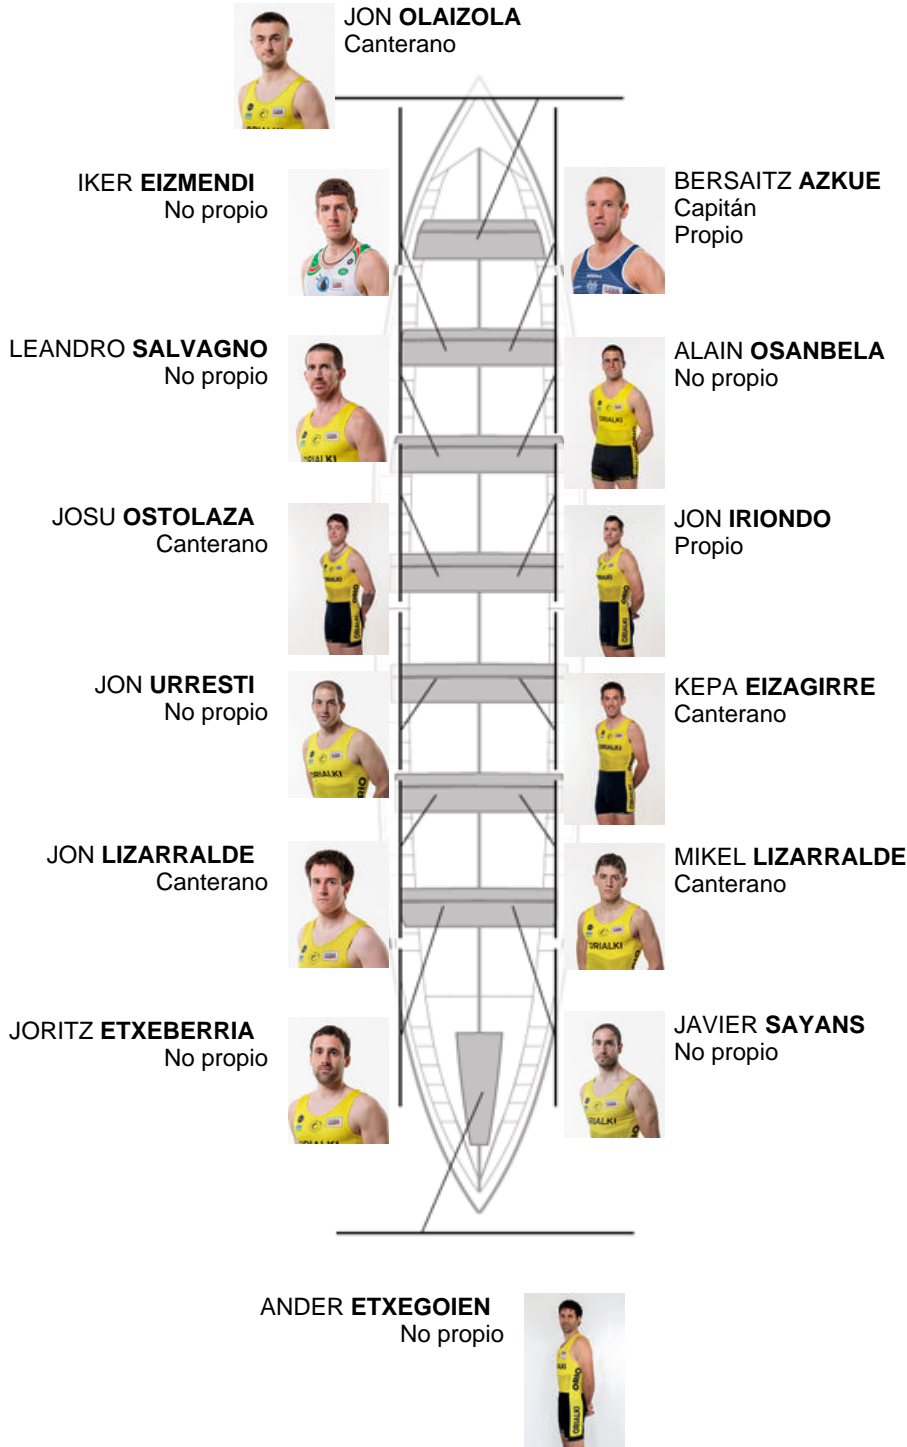 JON OLAIZOLA
Canterano
IKER EIZMENDI
No propio
BERSAITZ AZKUE
Capitán
Propio
LEANDRO SALVAGNO
No propio
ALAIN OSANBELA
No propio
JOSU OSTOLAZA
Canterano
JON IRIONDO
Propio
JON URRESTI
No propio
KEPA EIZAGIRRE
Canterano
JON LIZARRALDE
Canterano
MIKEL LIZARRALDE
Canterano
JORITZ ETXEBERRIA
No propio
JAVIER SAYANS
No propio
ANDER ETXEGOIEN
No propio